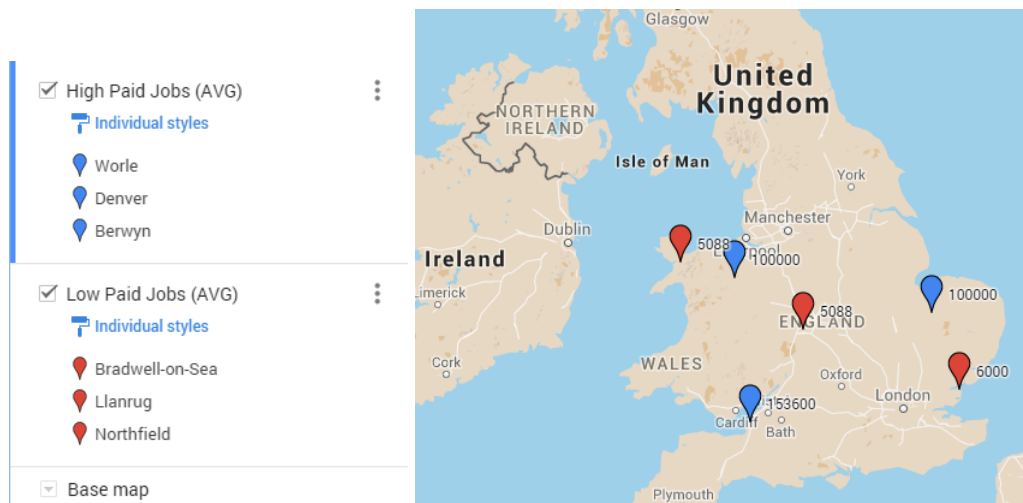 High Paid Jobs (AVG)
Individual styles
Worle
Denver
Berwyn
Low Paid Jobs (AVG)
Individual styles
Bradwell-on-Sea
Llanrug
Northfield
Base map
Glasgow
United
Kingdom
NORTHERN
IRELAND
Isle of Man
York
Dublin
Manchester
5088
100000
Ireland
Limerick
100000
5088
ENGLAND
Cork
WALES
6000
Oxford
London
153600
Cardiff
Bath
Plymouth